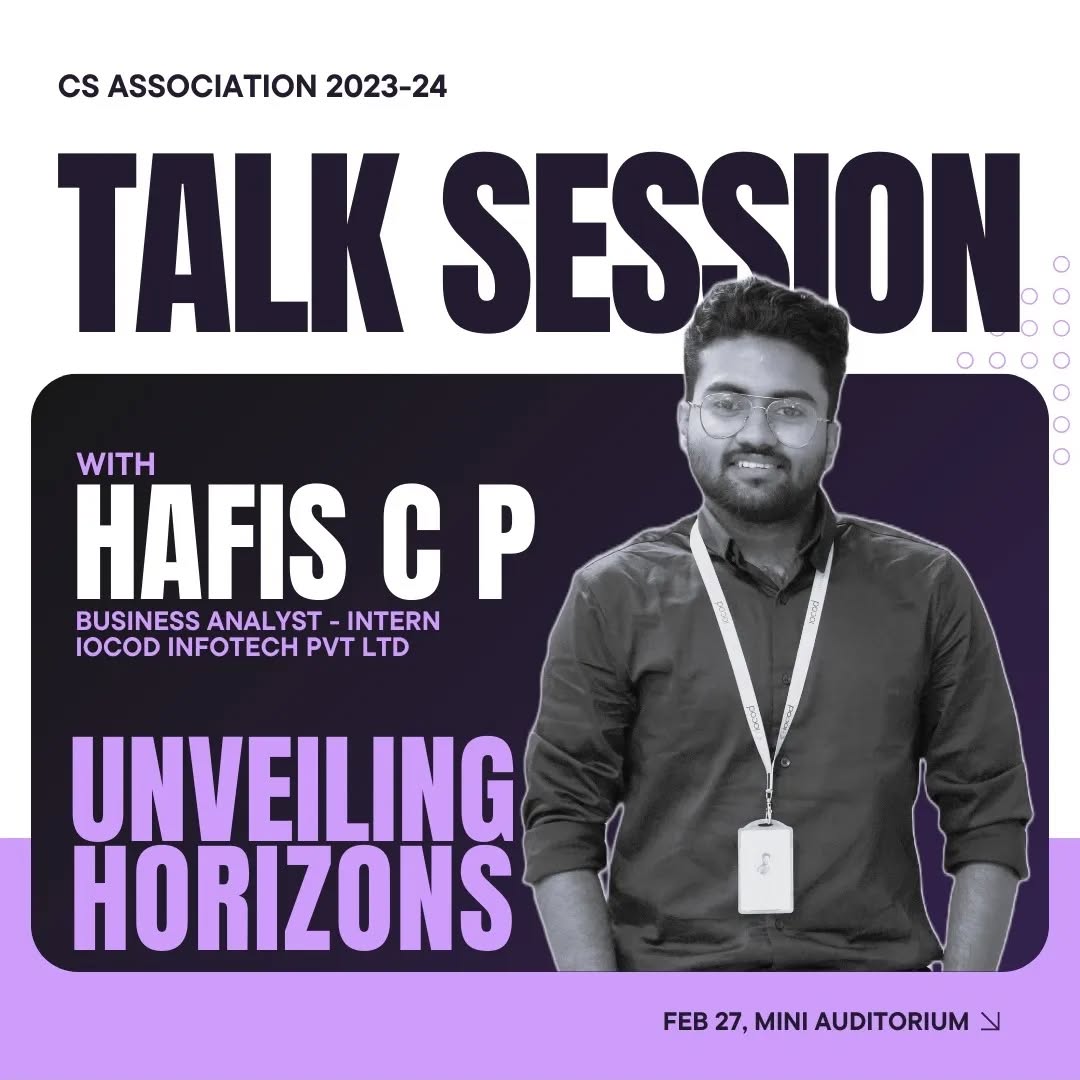 CS ASSOCIATION 2023-24
TALK SESSION
WITH
HAFIS C P
BUSINESS ANALYST - INTERN
IOCOD INFOTECH PVT LTD
UNVEILING
HORIZONS
FEB 27, MINI AUDITORIUM